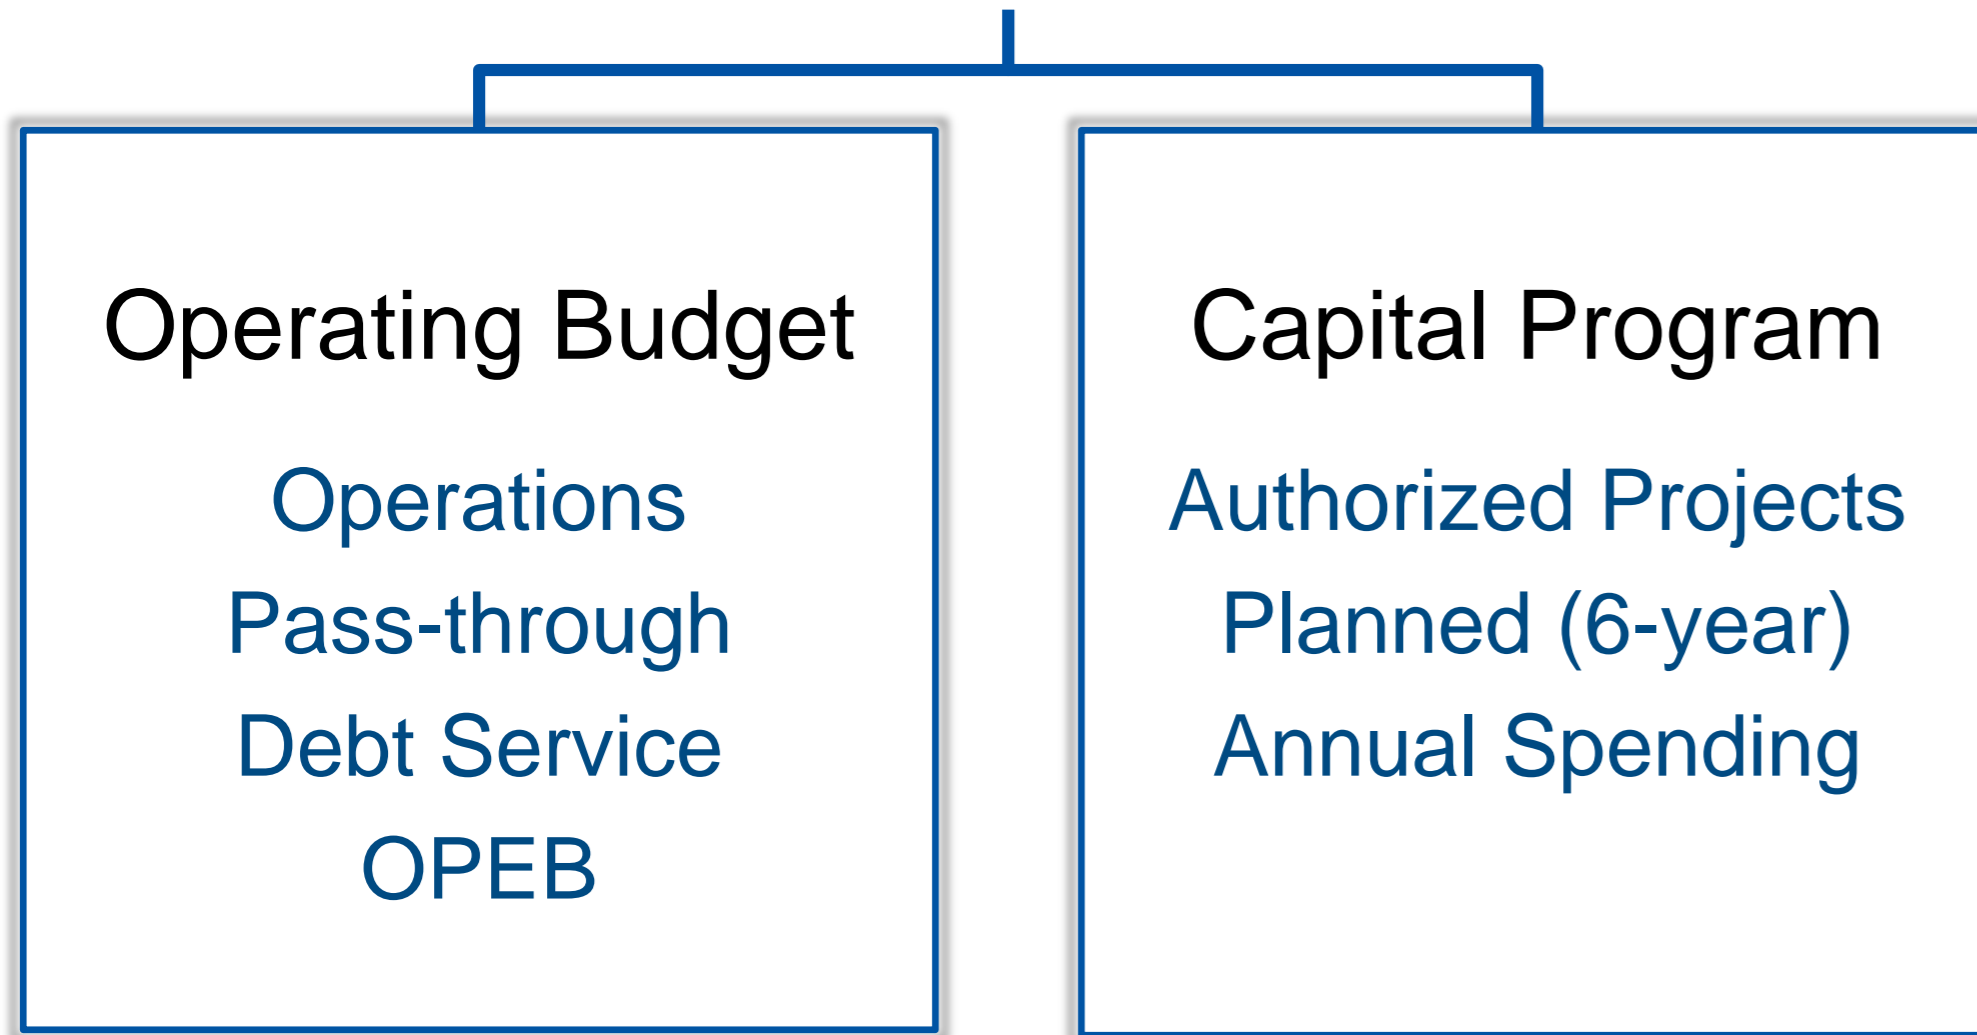 Operating Budget
Operations
Pass-through
Debt Service
OPEB
Capital Program
Authorized Projects
Planned (6-year)
Annual Spending